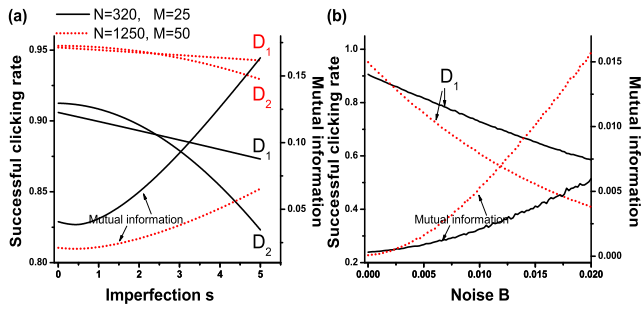 (a)
N=320, M=25
N=1250, M=50
(b)
Successful clicking rate
0.95
0.90
0.85
0.80
D1
D2
D1
D2
Mutual information
0.15
0.10
0.05
Mutual information
0 1 2 3 4 5
Imperfection s
Successful clicking rate
1.0
0.8
0.6
0.4
0.2
D1
Mutual information
0.015
0.010
0.005
0.000
Mutual information
0.000 0.005 0.010 0.015 0.020
Noise B